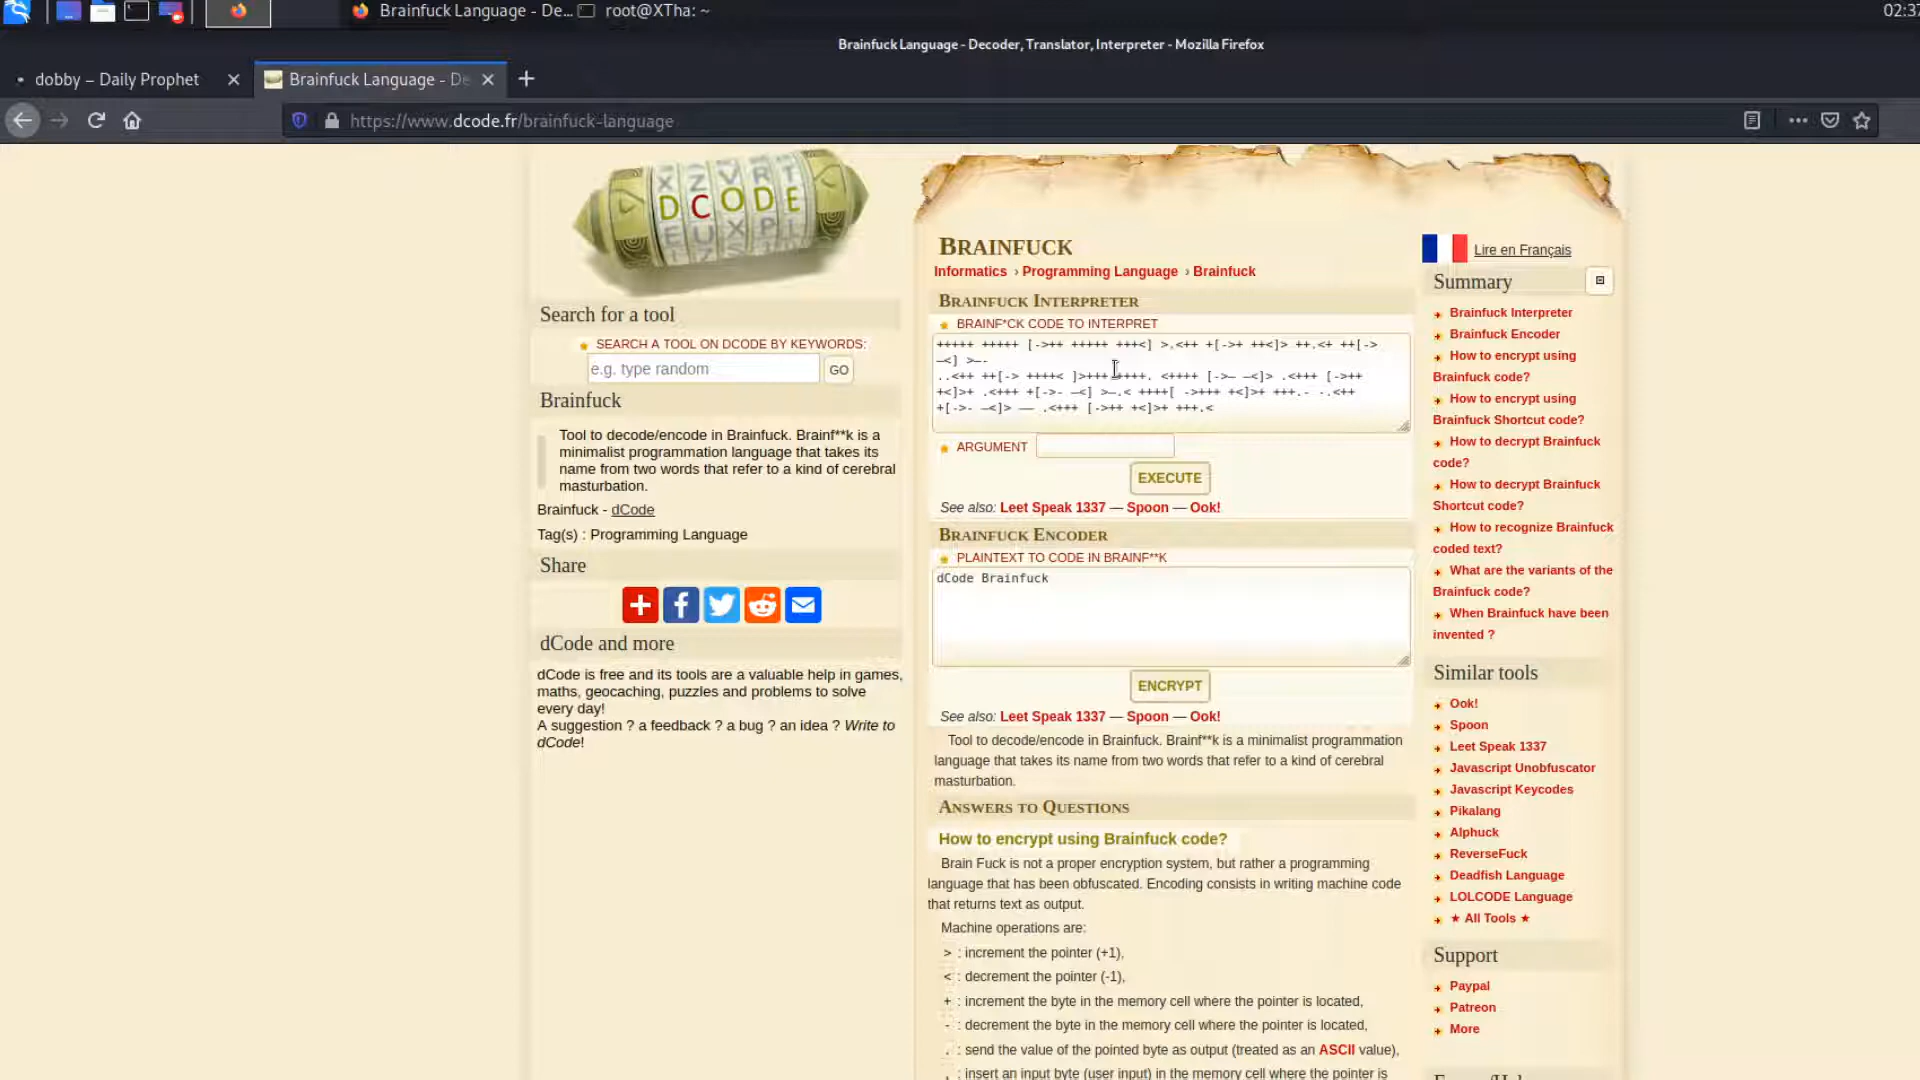 Brainfuck Language - De...
root@XTha: ~
02:37
Brainfuck Language - Decoder, Translator, Interpreter - Mozilla Firefox
dobby – Daily Prophet
Brainfuck Language - De
https://www.dcode.fr/brainfuck-language
DCODE
Search for a tool
SEARCH A TOOL ON DCODE BY KEYWORDS:
e.g. type random
GO
Brainfuck
Tool to decode/encode in Brainfuck. Brainf**k is a
minimalist programmation language that takes its
name from two words that refer to a kind of cerebral
masturbation.
Brainfuck - dCode
Tag(s) : Programming Language
Share
dCode and more
dCode is free and its tools are a valuable help in games,
maths, geocaching, puzzles and problems to solve
every day!
A suggestion ? a feedback ? a bug ? an idea ? Write to
dCode!
BRAINFUCK
Informatics › Programming Language › Brainfuck
BRAINFUCK INTERPRETER
BRAINF*CK CODE TO INTERPRET
+++++ +++++ [->++ +++++ +++<] >.<++ +[->+ ++<]> ++.<+ ++[->
—<] >—-
..<++ ++[-> ++++< ]>+++ ++++. <++++ [->— —<]> .<+++ [->++
+<]>+ .<+++ +[->- —<] >—.< ++++[ ->+++ +<]>+ +++.- -.<++
+[->- —<]> —— .<+++ [->++ +<]>+ +++.<
ARGUMENT
EXECUTE
See also: Leet Speak 1337 — Spoon — Ook!
BRAINFUCK ENCODER
PLAINTEXT TO CODE IN BRAINF**K
dCode Brainfuck
ENCRYPT
See also: Leet Speak 1337 — Spoon — Ook!
Tool to decode/encode in Brainfuck. Brainf**k is a minimalist programmation
language that takes its name from two words that refer to a kind of cerebral
masturbation.
ANSWERS TO QUESTIONS
How to encrypt using Brainfuck code?
Brain Fuck is not a proper encryption system, but rather a programming
language that has been obfuscated. Encoding consists in writing machine code
that returns text as output.
Machine operations are:
> : increment the pointer (+1),
< : decrement the pointer (-1),
+ : increment the byte in the memory cell where the pointer is located,
- : decrement the byte in the memory cell where the pointer is located,
. : send the value of the pointed byte as output (treated as an ASCII value),
, : insert an input byte (user input) in the memory cell where the pointer is
Lire en Français
Summary
Brainfuck Interpreter
Brainfuck Encoder
How to encrypt using
Brainfuck code?
How to encrypt using
Brainfuck Shortcut code?
How to decrypt Brainfuck
code?
How to decrypt Brainfuck
Shortcut code?
How to recognize Brainfuck
coded text?
What are the variants of the
Brainfuck code?
When Brainfuck have been
invented ?
Similar tools
Ook!
Spoon
Leet Speak 1337
Javascript Unobfuscator
Javascript Keycodes
Pikalang
Alphuck
ReverseFuck
Deadfish Language
LOLCODE Language
★ All Tools ★
Support
Paypal
Patreon
More